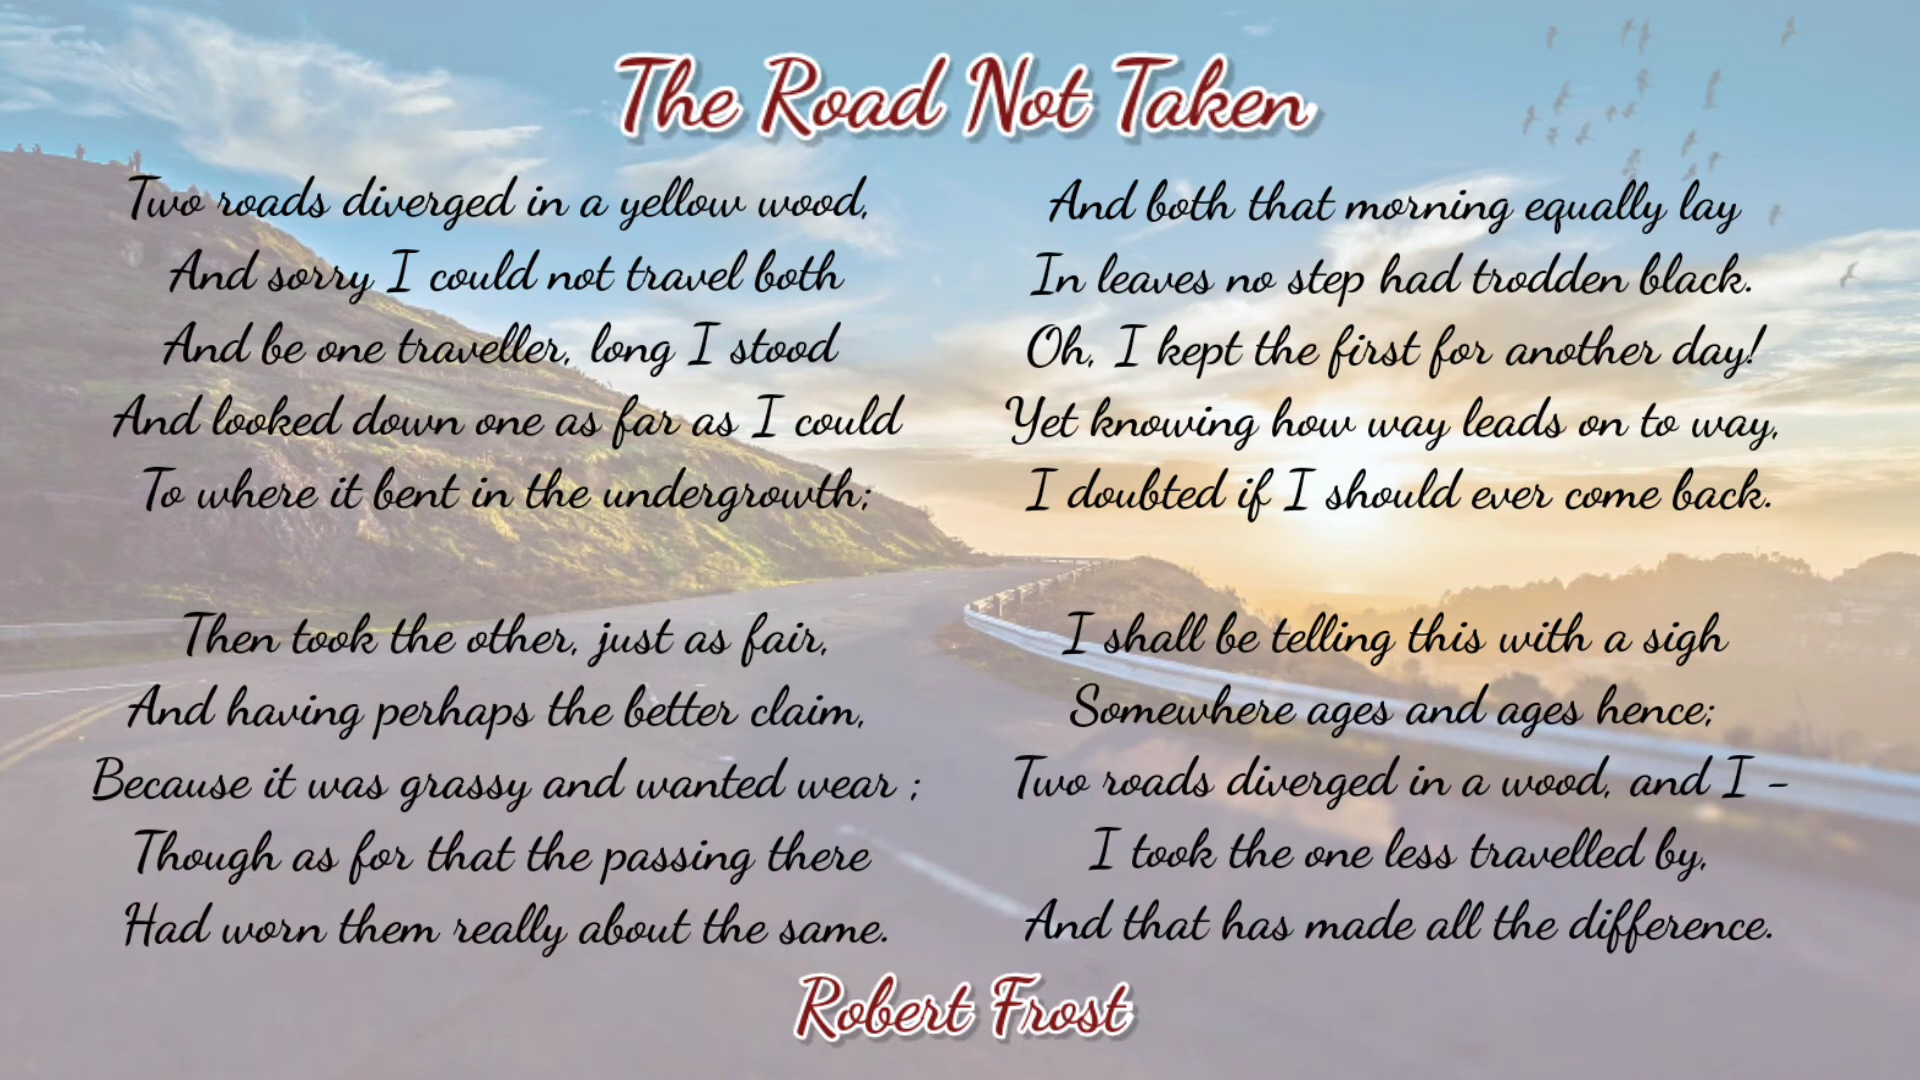 The Road Not Taken
Two roads diverged in a yellow wood,
And sorry I could not travel both
And be one traveller, long I stood
And looked down one as far as I could
To where it bent in the undergrowth;
Then took the other, just as fair,
And having perhaps the better claim,
Because it was grassy and wanted wear ;
Though as for that the passing there
Had worn them really about the same.
And both that morning equally lay
In leaves no step had trodden black.
Oh, I kept the first for another day!
Yet knowing how way leads on to way,
I doubted if I should ever come back.
I shall be telling this with a sigh
Somewhere ages and ages hence;
Two roads diverged in a wood, and I -
I took the one less travelled by,
And that has made all the difference.
Robert Frost